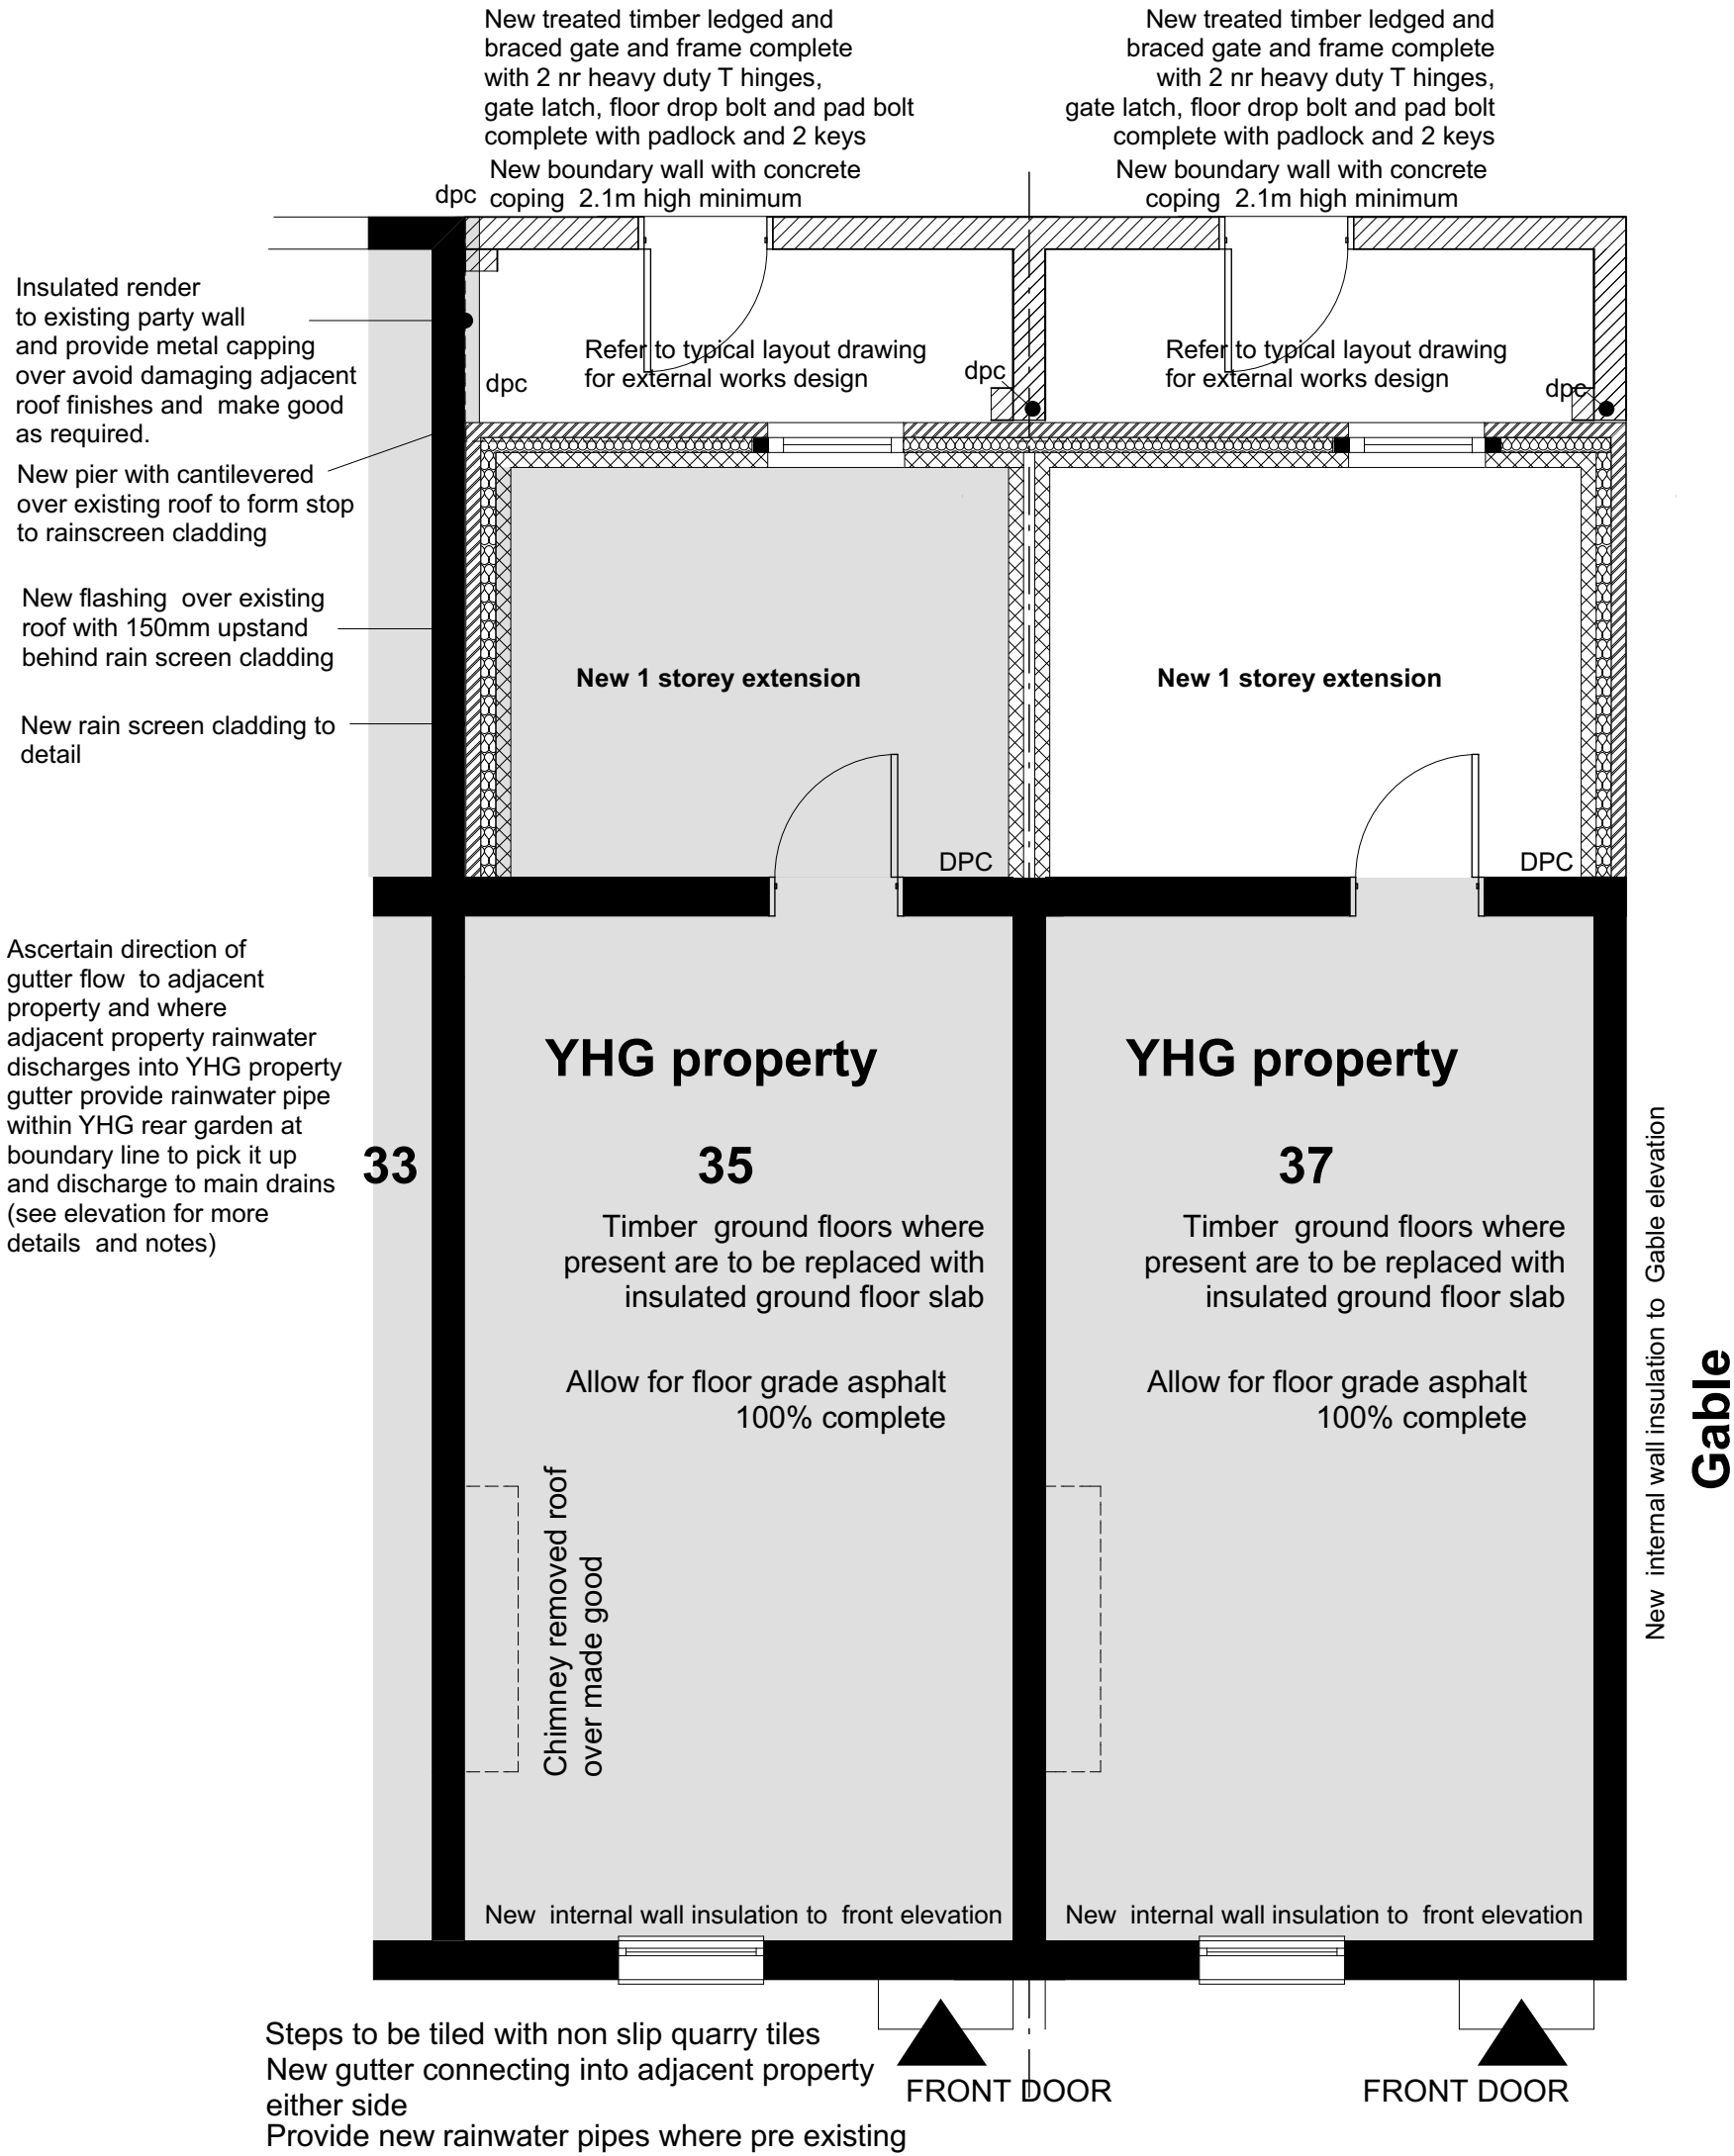 New treated timber ledged and
braced gate and frame complete
with 2 nr heavy duty T hinges,
gate latch, floor drop bolt and pad bolt
complete with padlock and 2 keys
New boundary wall with concrete
coping 2.1m high minimum
New treated timber ledged and
braced gate and frame complete
with 2 nr heavy duty T hinges,
gate latch, floor drop bolt and pad bolt
complete with padlock and 2 keys
New boundary wall with concrete
coping 2.1m high minimum
dpc
Insulated render
to existing party wall
and provide metal capping
over avoid damaging adjacent
roof finishes and make good
as required.
New pier with cantilevered
over existing roof to form stop
to rainscreen cladding
New flashing over existing
roof with 150mm upstand
behind rain screen cladding
New rain screen cladding to
detail
Refer to typical layout drawing
for external works design
dpc
dpc
Refer to typical layout drawing
for external works design
dpc
New 1 storey extension
New 1 storey extension
DPC
DPC
Ascertain direction of
gutter flow to adjacent
property and where
adjacent property rainwater
discharges into YHG property
gutter provide rainwater pipe
within YHG rear garden at
boundary line to pick it up
and discharge to main drains
(see elevation for more
details and notes)
33
YHG property
35
Timber ground floors where
present are to be replaced with
insulated ground floor slab
Allow for floor grade asphalt
100% complete
Chimney removed roof
over made good
New internal wall insulation to front elevation
YHG property
37
Timber ground floors where
present are to be replaced with
insulated ground floor slab
Allow for floor grade asphalt
100% complete
New internal wall insulation to front elevation
New internal wall insulation to Gable elevation
Gable
Steps to be tiled with non slip quarry tiles
New gutter connecting into adjacent property
either side
Provide new rainwater pipes where pre existing
FRONT DOOR
FRONT DOOR